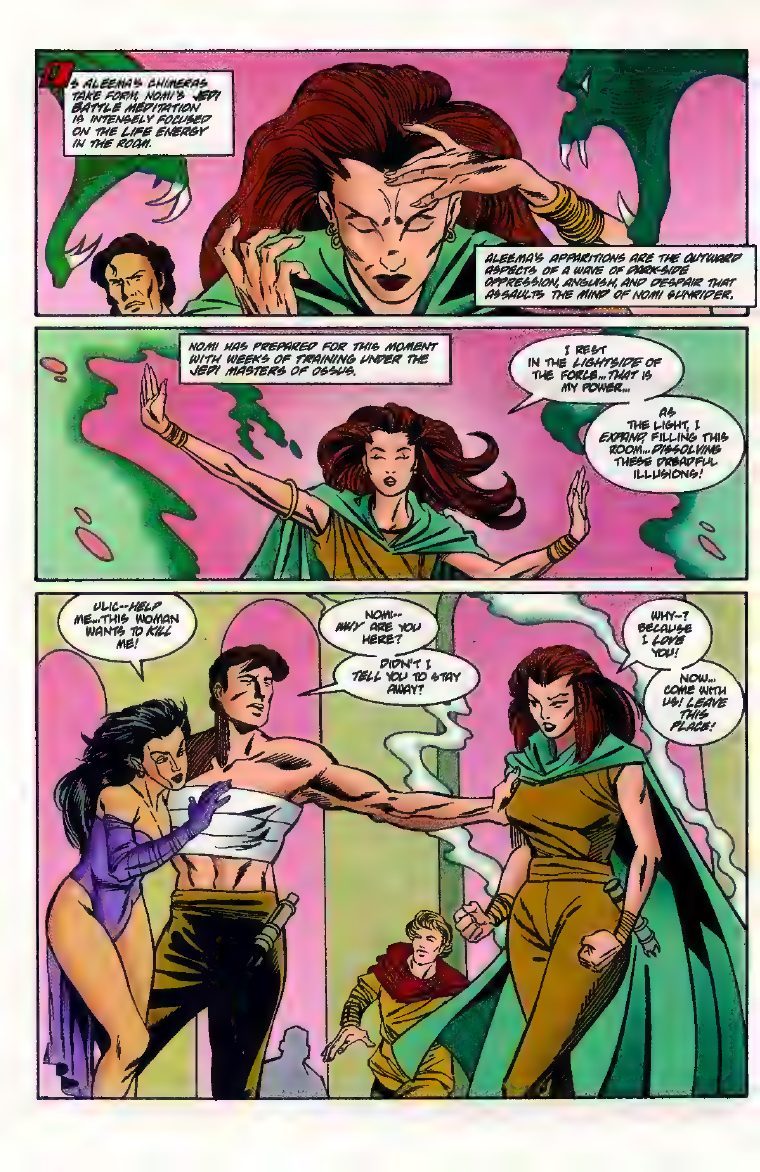 AS ALEEMA'S CHIMERAS
TAKE FORM, NOMI'S JEDI
BATTLE MEDITATION
IS INTENSELY FOCUSED
ON THE LIFE ENERGY
IN THE ROOM.
ALEEMA'S APPARITIONS ARE THE OUTWARD
ASPECTS OF A WAVE OF DARKSIDE
OPPRESSION, ANGUISH, AND DESPAIR THAT
ASSAULTS THE MIND OF NOMI SUNRIDER.
NOMI HAS PREPARED FOR THIS MOMENT
WITH WEEKS OF TRAINING UNDER THE
JEDI MASTERS OF OSSUS.
I REST
IN THE LIGHTSIDE OF
THE FORCE...THAT IS
MY POWER...
AS
THE LIGHT, I
EXPAND, FILLING THIS
ROOM...DISSOLVING
THESE DREADFUL
ILLUSIONS!
ULIC--HELP
ME...THIS WOMAN
WANTS TO KILL
ME!
NOMI--
WHY ARE YOU
HERE?
DIDN'T I
TELL YOU TO STAY
AWAY?
WHY--?
BECAUSE
I LOVE
YOU!
NOW...
COME WITH
US! LEAVE
THIS
PLACE!